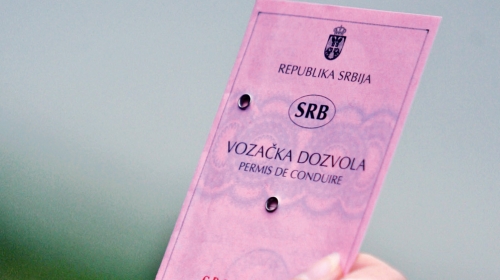 REPUBLIKA SRBIJA
SRB
VOZAČKA DOZVOLA
PERMIS DE CONDUIRE